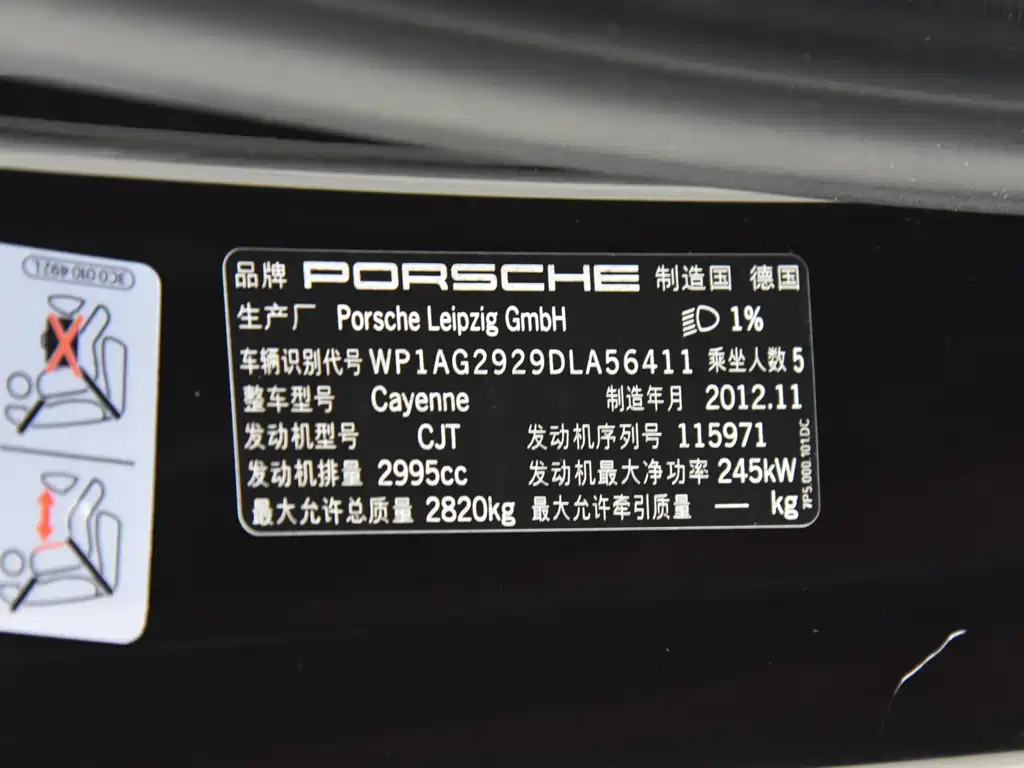 品牌 PORSCHE 制造国 德国
生产厂 Porsche Leipzig GmbH 1%
车辆识别代号 WP1AG2929DLA56411 乘坐人数 5
整车型号 Cayenne 制造年月 2012.11
发动机型号 CJT 发动机序列号 115971
发动机排量 2995cc 发动机最大净功率 245kW
最大允许总质量 2820kg 最大允许牵引质量 — kg
7P5.000.101.DC